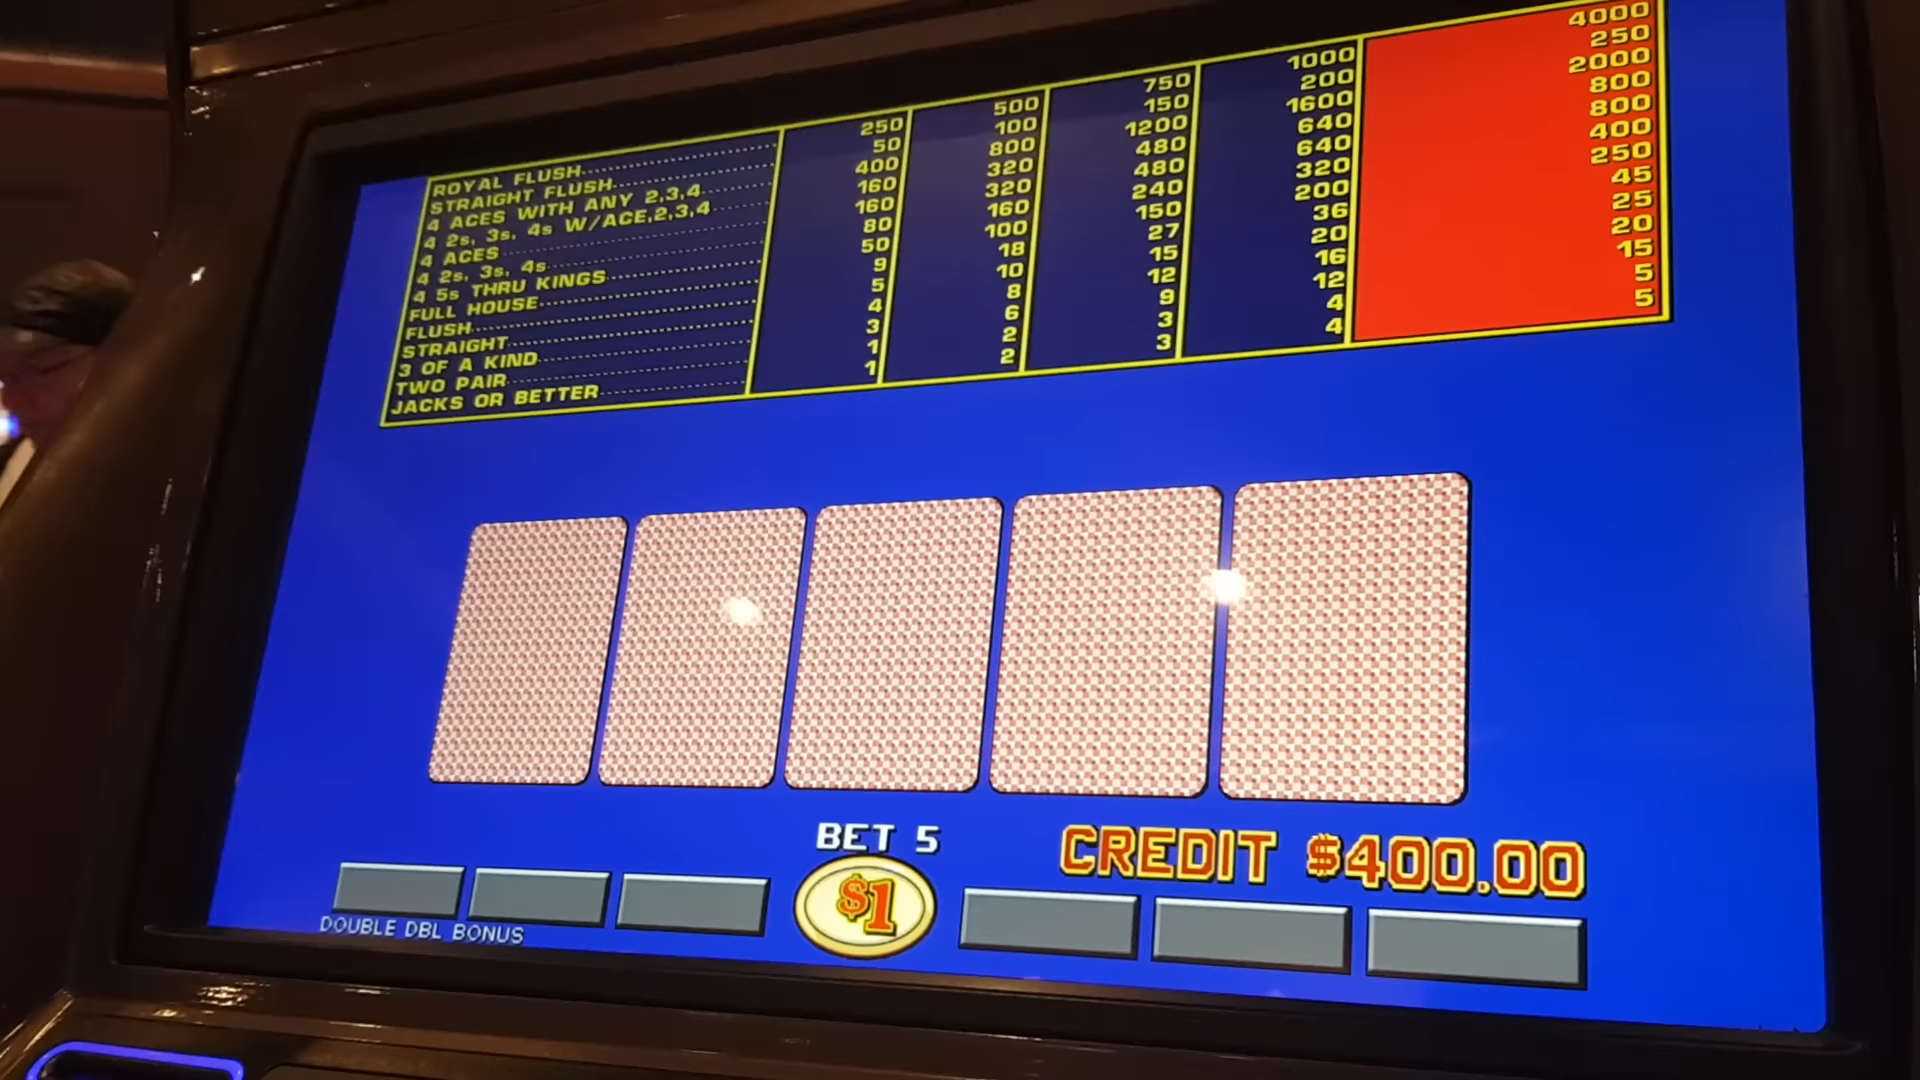 ROYAL FLUSH 250 500 750 1000 4000
STRAIGHT FLUSH 50 100 150 200 250
4 ACES WITH ANY 2,3,4 400 800 1200 1600 2000
4 2s, 3s, 4s W/ACE,2,3,4 160 320 480 640 800
4 ACES 160 320 480 640 800
4 2s, 3s, 4s 80 160 240 320 400
4 5s THRU KINGS 50 100 150 200 250
FULL HOUSE 9 18 27 36 45
FLUSH 5 10 15 20 25
STRAIGHT 4 8 12 16 20
3 OF A KIND 3 6 9 12 15
TWO PAIR 1 2 3 4 5
JACKS OR BETTER 1 2 3 4 5
BET 5
CREDIT $400.00
$1
DOUBLE DBL BONUS